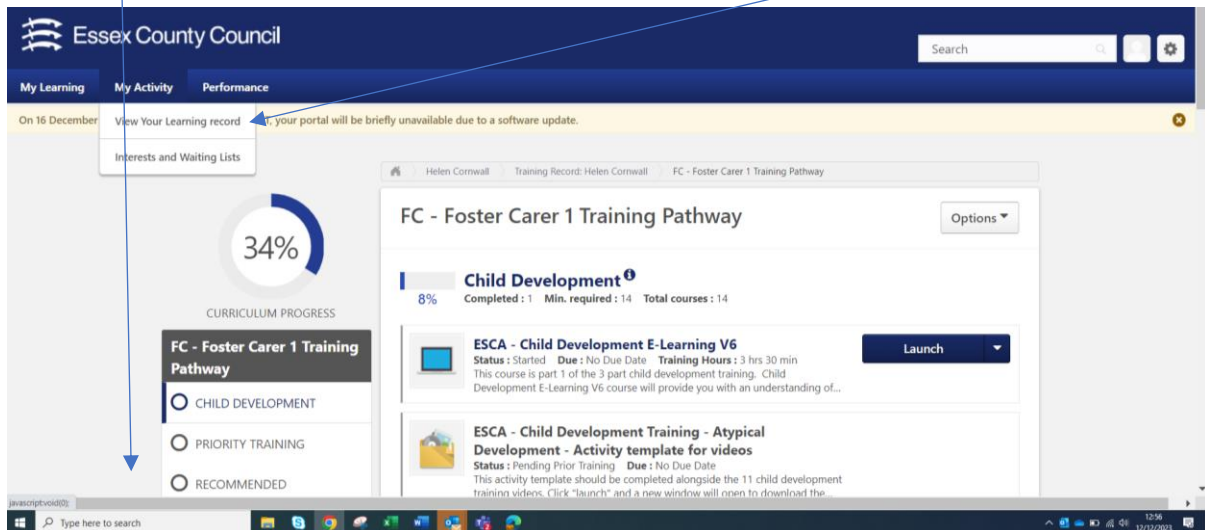 Essex County Council
Search
My Learning My Activity Performance
On 16 December
View Your Learning record
, your portal will be briefly unavailable due to a software update.
Interests and Waiting Lists
Helen Cornwall Training Record: Helen Cornwall FC - Foster Carer 1 Training Pathway
FC - Foster Carer 1 Training Pathway
Options
34%
CURRICULUM PROGRESS
FC - Foster Carer 1 Training
Pathway
CHILD DEVELOPMENT
PRIORITY TRAINING
RECOMMENDED
Child Development
8%
Completed : 1 Min. required : 14 Total courses : 14
ESCA - Child Development E-Learning V6
Status : Started Due : No Due Date Training Hours : 3 hrs 30 min
This course is part 1 of the 3 part child development training. Child
Development E-Learning V6 course will provide you with an understanding of...
Launch
ESCA - Child Development Training - Atypical
Development - Activity template for videos
Status : Pending Prior Training Due : No Due Date
This activity template should be completed alongside the 11 child development
training videos. Click "launch" and a new window will open to download the...
javascript:void(0);
Type here to search
12:56
12/12/2023